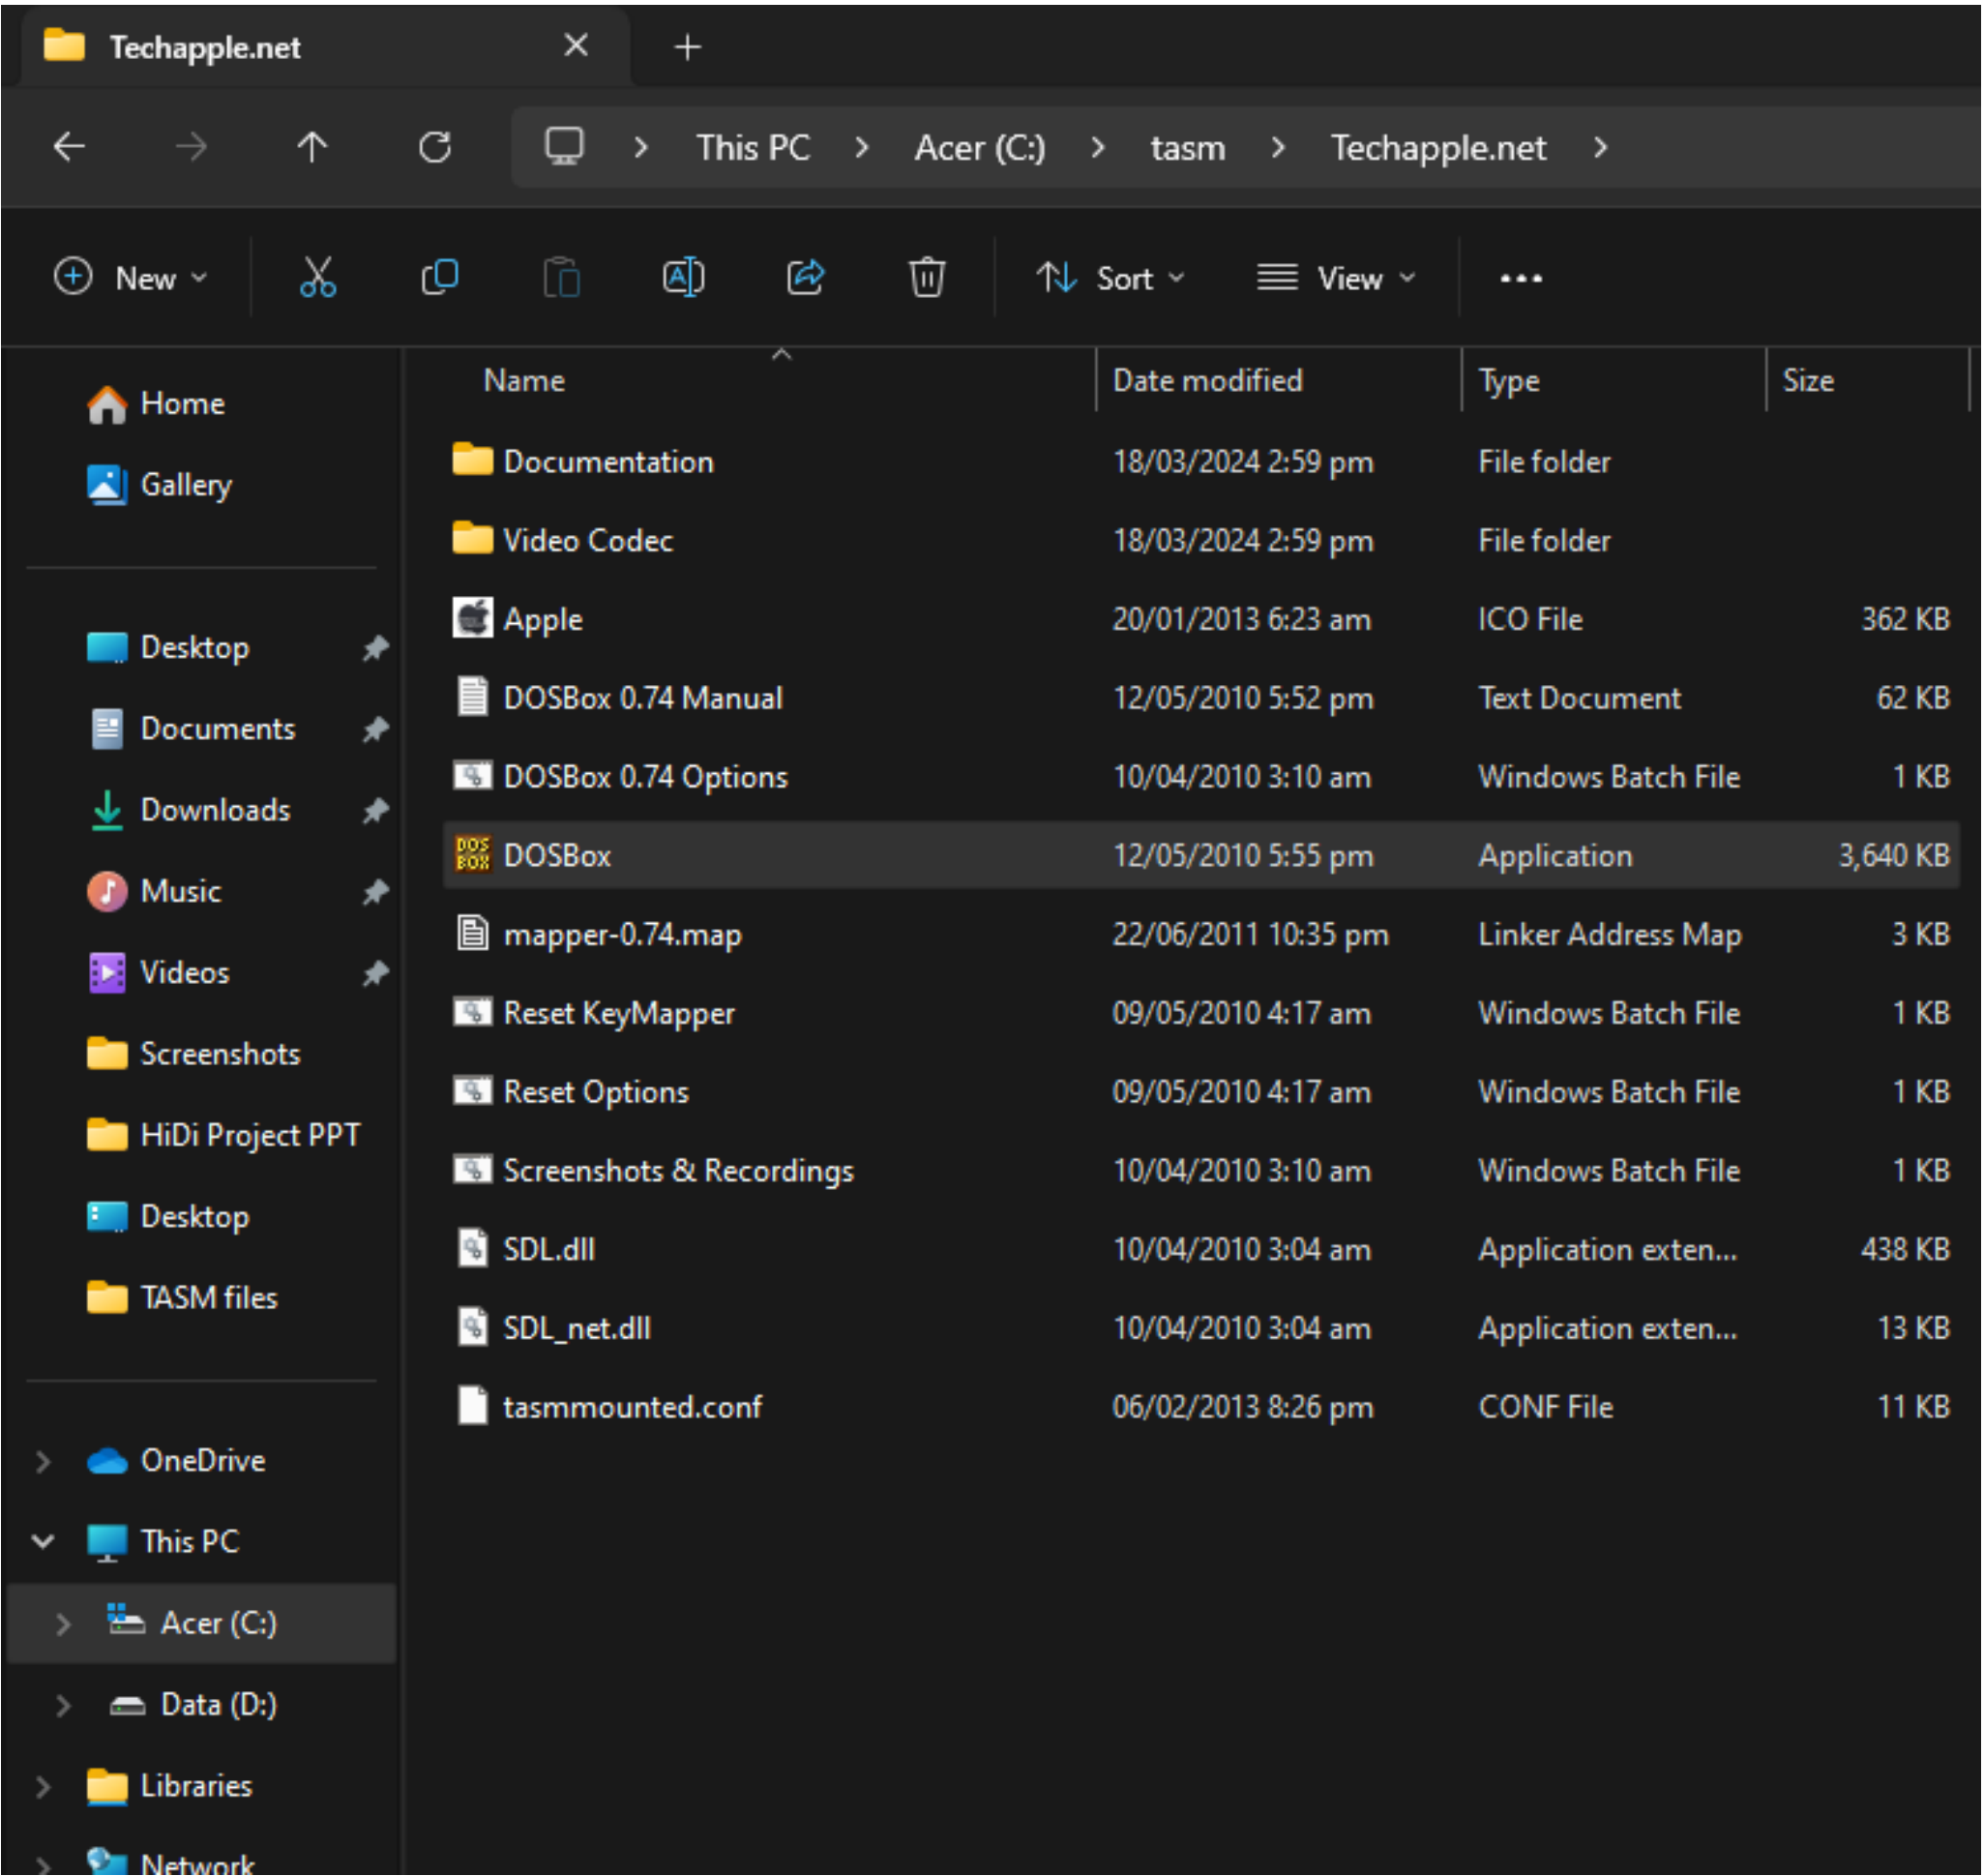 Techapple.net
This PC > Acer (C:) > tasm > Techapple.net >
New Sort View
Name Date modified Type Size
Home
Gallery
Desktop
Documents
Downloads
Music
Videos
Screenshots
HiDi Project PPT
Desktop
TASM files
OneDrive
This PC
Acer (C:)
Data (D:)
Libraries
Network
Documentation 18/03/2024 2:59 pm File folder
Video Codec 18/03/2024 2:59 pm File folder
Apple 20/01/2013 6:23 am ICO File 362 KB
DOSBox 0.74 Manual 12/05/2010 5:52 pm Text Document 62 KB
DOSBox 0.74 Options 10/04/2010 3:10 am Windows Batch File 1 KB
DOS BOX DOSBox 12/05/2010 5:55 pm Application 3,640 KB
mapper-0.74.map 22/06/2011 10:35 pm Linker Address Map 3 KB
Reset KeyMapper 09/05/2010 4:17 am Windows Batch File 1 KB
Reset Options 09/05/2010 4:17 am Windows Batch File 1 KB
Screenshots & Recordings 10/04/2010 3:10 am Windows Batch File 1 KB
SDL.dll 10/04/2010 3:04 am Application exten... 438 KB
SDL_net.dll 10/04/2010 3:04 am Application exten... 13 KB
tasmmounted.conf 06/02/2013 8:26 pm CONF File 11 KB